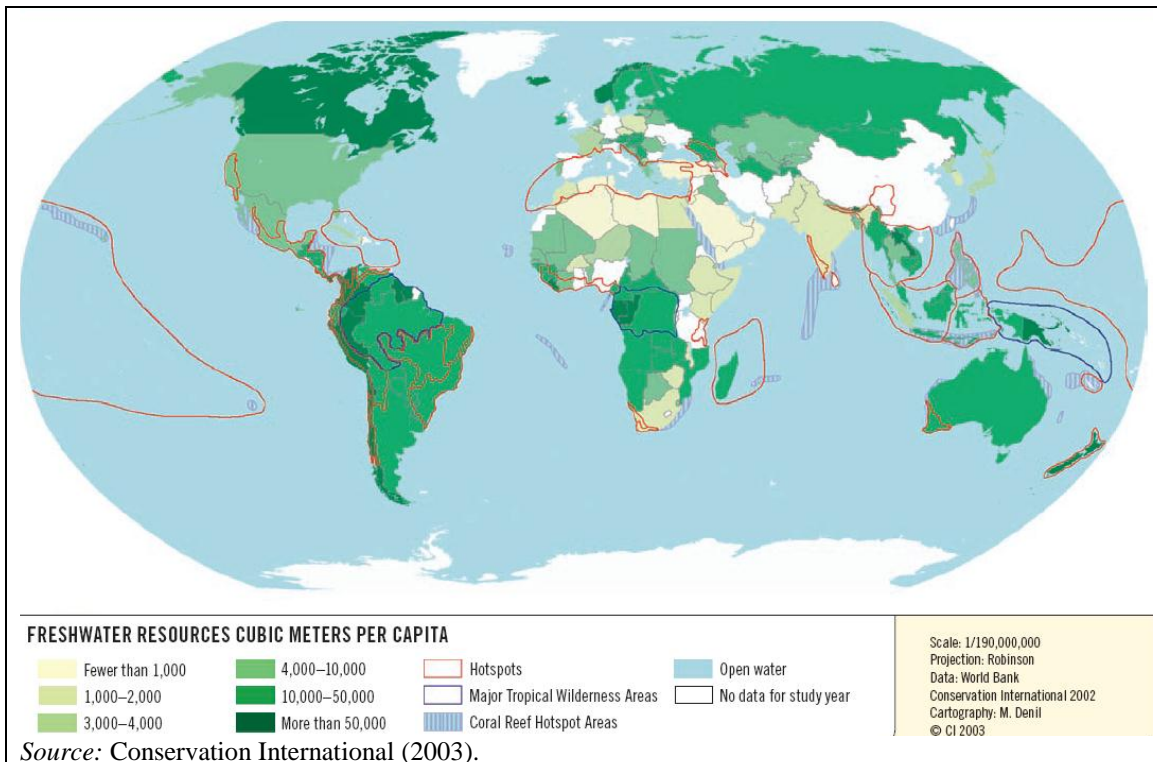 FRESHWATER RESOURCES CUBIC METERS PER CAPITA
Fewer than 1,000
1,000–2,000
3,000–4,000
4,000–10,000
10,000–50,000
More than 50,000
Hotspots
Major Tropical Wilderness Areas
Coral Reef Hotspot Areas
Open water
No data for study year
Scale: 1/190,000,000
Projection: Robinson
Data: World Bank
Conservation International 2002
Cartography: M. Denil
© CI 2003
Source: Conservation International (2003).